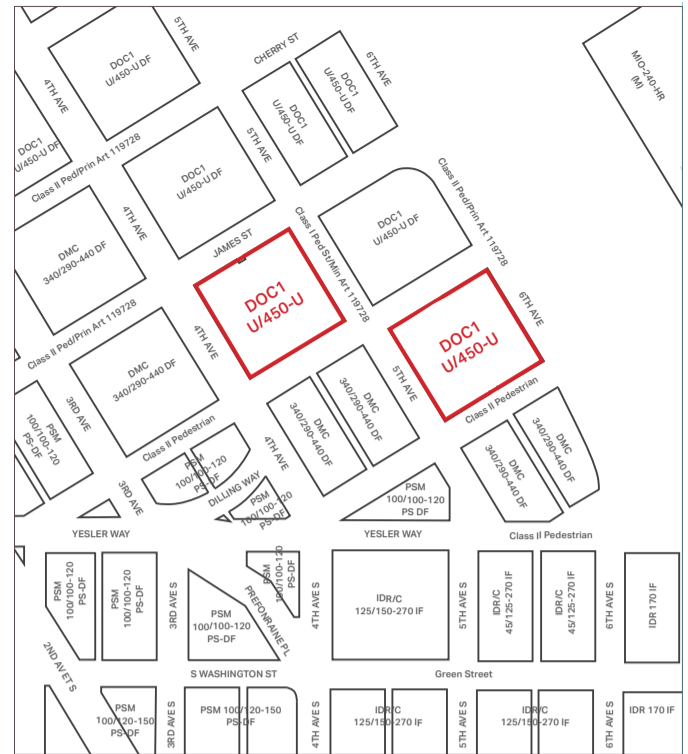 5TH AVE
CHERRY ST
6TH AVE
DOC1
U/450-U DF
DOC1
U/450-U DF
MIO-240-HR
(M)
4TH AVE
DOC1
U/450-U DF
5TH AVE
DOC1
U/450-U DF
Class II Ped/Prin Art 119728
DOC1
U/450-U DF
Class II Ped/Prin Art 119728
4TH AVE
DOC1
U/450-U DF
JAMES ST
Class I Ped St/Min Art 119728
DMC
340/290-440 DF
DOC1
U/450-U
6TH AVE
Class II Ped/Prin Art 119728
4TH AVE
DOC1
U/450-U
DMC
340/290-440 DF
5TH AVE
DMC
340/290-440 DF
Class II Pedestrian
3RD AVE
DMC
340/290-440 DF
DMC
340/290-440 DF
PSM
100/100-120
PS-DF
Class II Pedestrian
4TH AVE
DMC
340/290-440 DF
PSM
100/100-120
PS-DF
DILLING WAY
3RD AVE
PSM
100/100-120
PS-DF
PSM
100/100-120
PS DF
YESLER WAY
YESLER WAY
Class II Pedestrian
PSM
100/100-120
PS-DF
PSM
100/100-120
PS-DF
3RD AVE S
PSM
100/100-120
PS-DF
PREFONRAINE PL
PSM
100/100-120
PS-DF
4TH AVE S
IDR/C
125/150-270 IF
5TH AVE S
IDR/C
45/125-270 IF
IDR/C
45/125-270 IF
6TH AVE S
IDR 170 IF
2ND AV ET S
S WASHINGTON ST
Green Street
PSM
100/120-150
PS-DF
3RD AVE S
PSM 100/120-150
PS-DF
4TH AVE S
IDR/C
125/150-270 IF
5TH AVE S
IDR/C
125/150-270 IF
6TH AVE S
IDR 170 IF